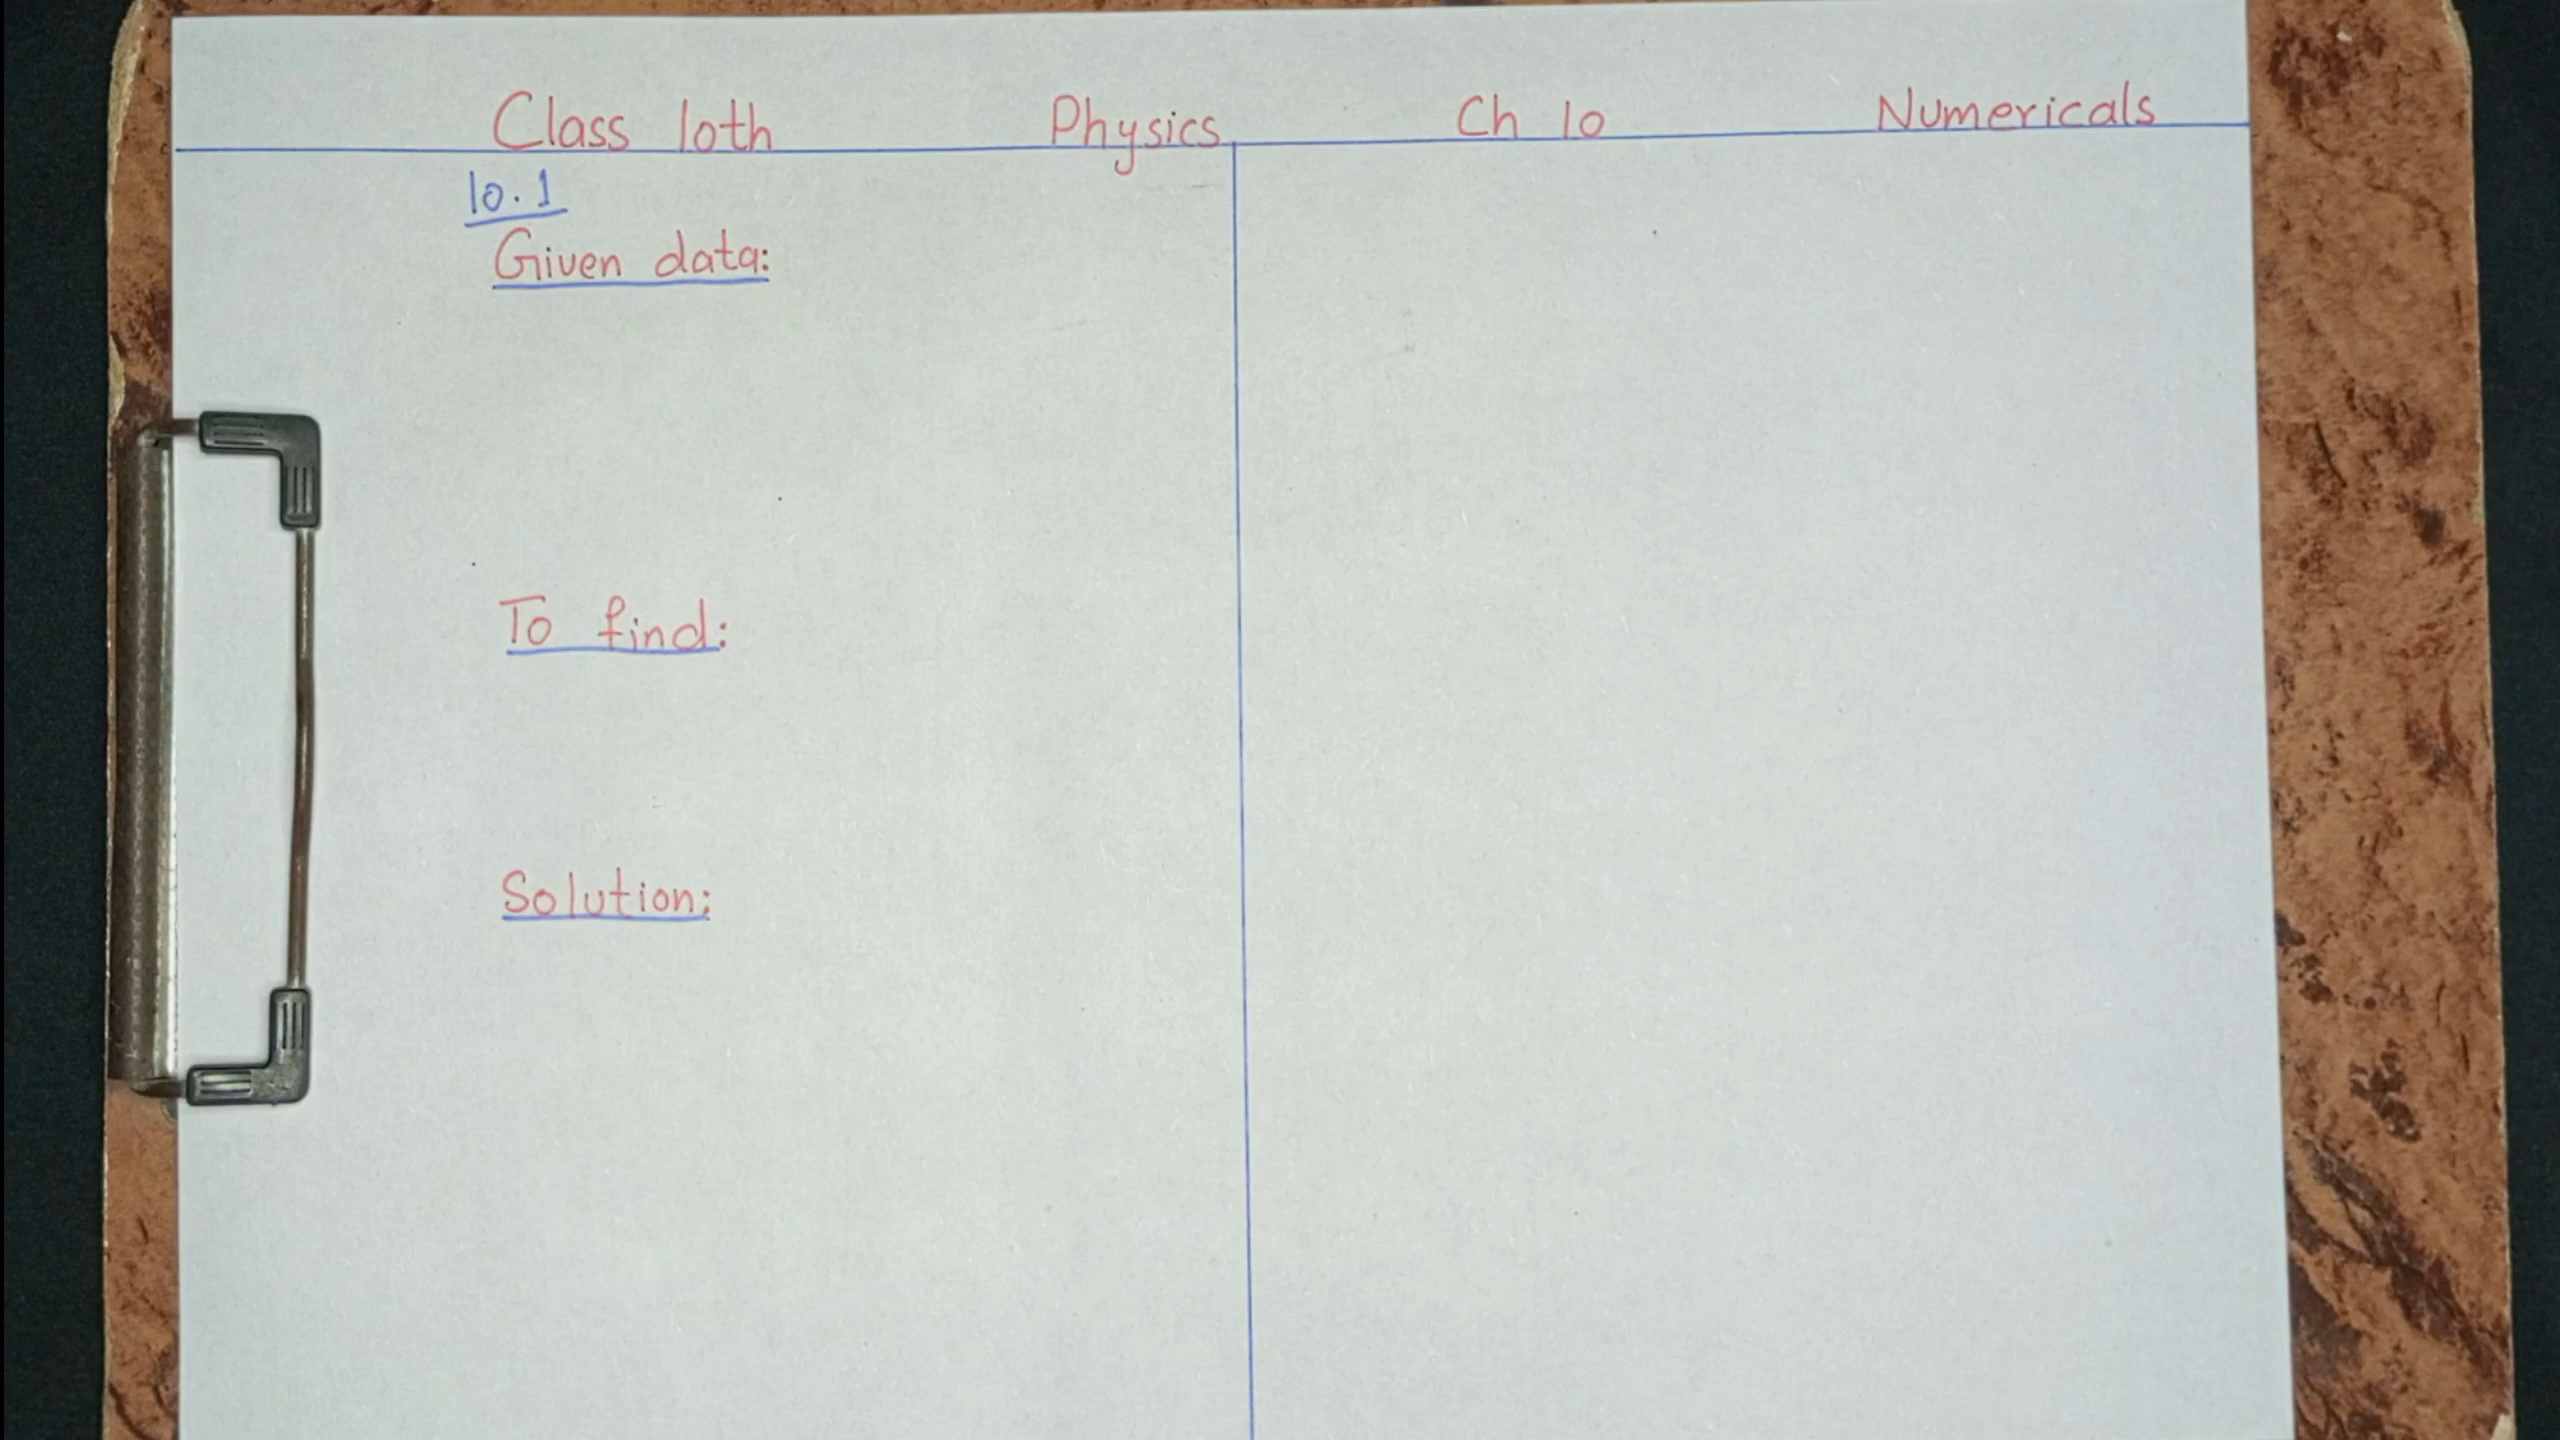 Class 10th Physics Ch 10 Numericals
10.1
Given data:
To find:
Solution: